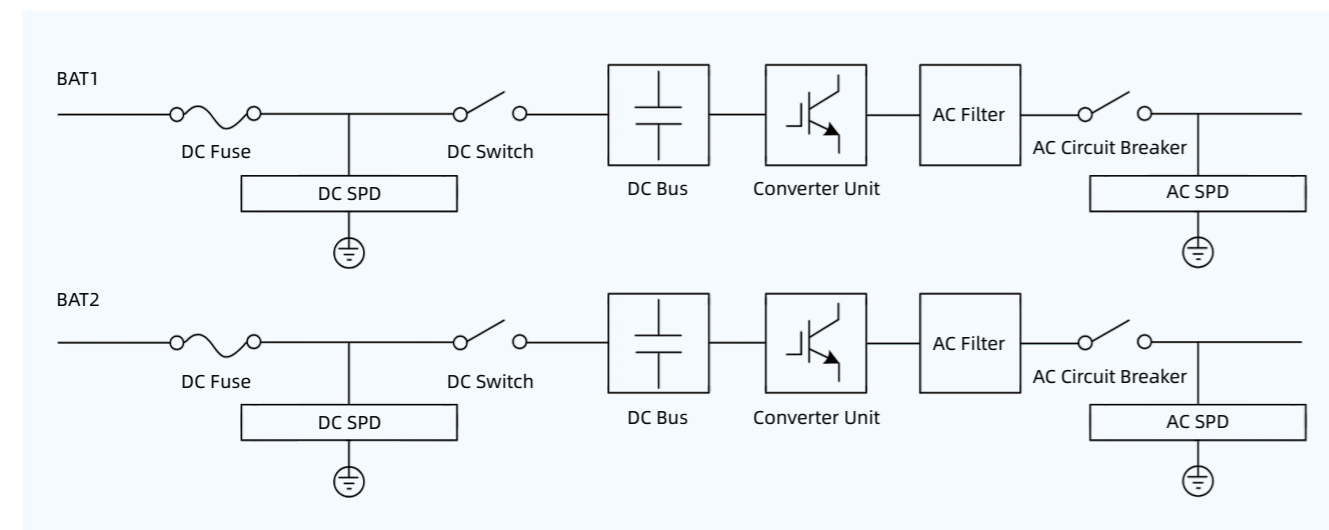 BAT1
AC Filter
DC Fuse
DC Switch
AC Circuit Breaker
DC SPD
DC Bus
Converter Unit
AC SPD
BAT2
AC Filter
DC Fuse
DC Switch
AC Circuit Breaker
DC SPD
DC Bus
Converter Unit
AC SPD